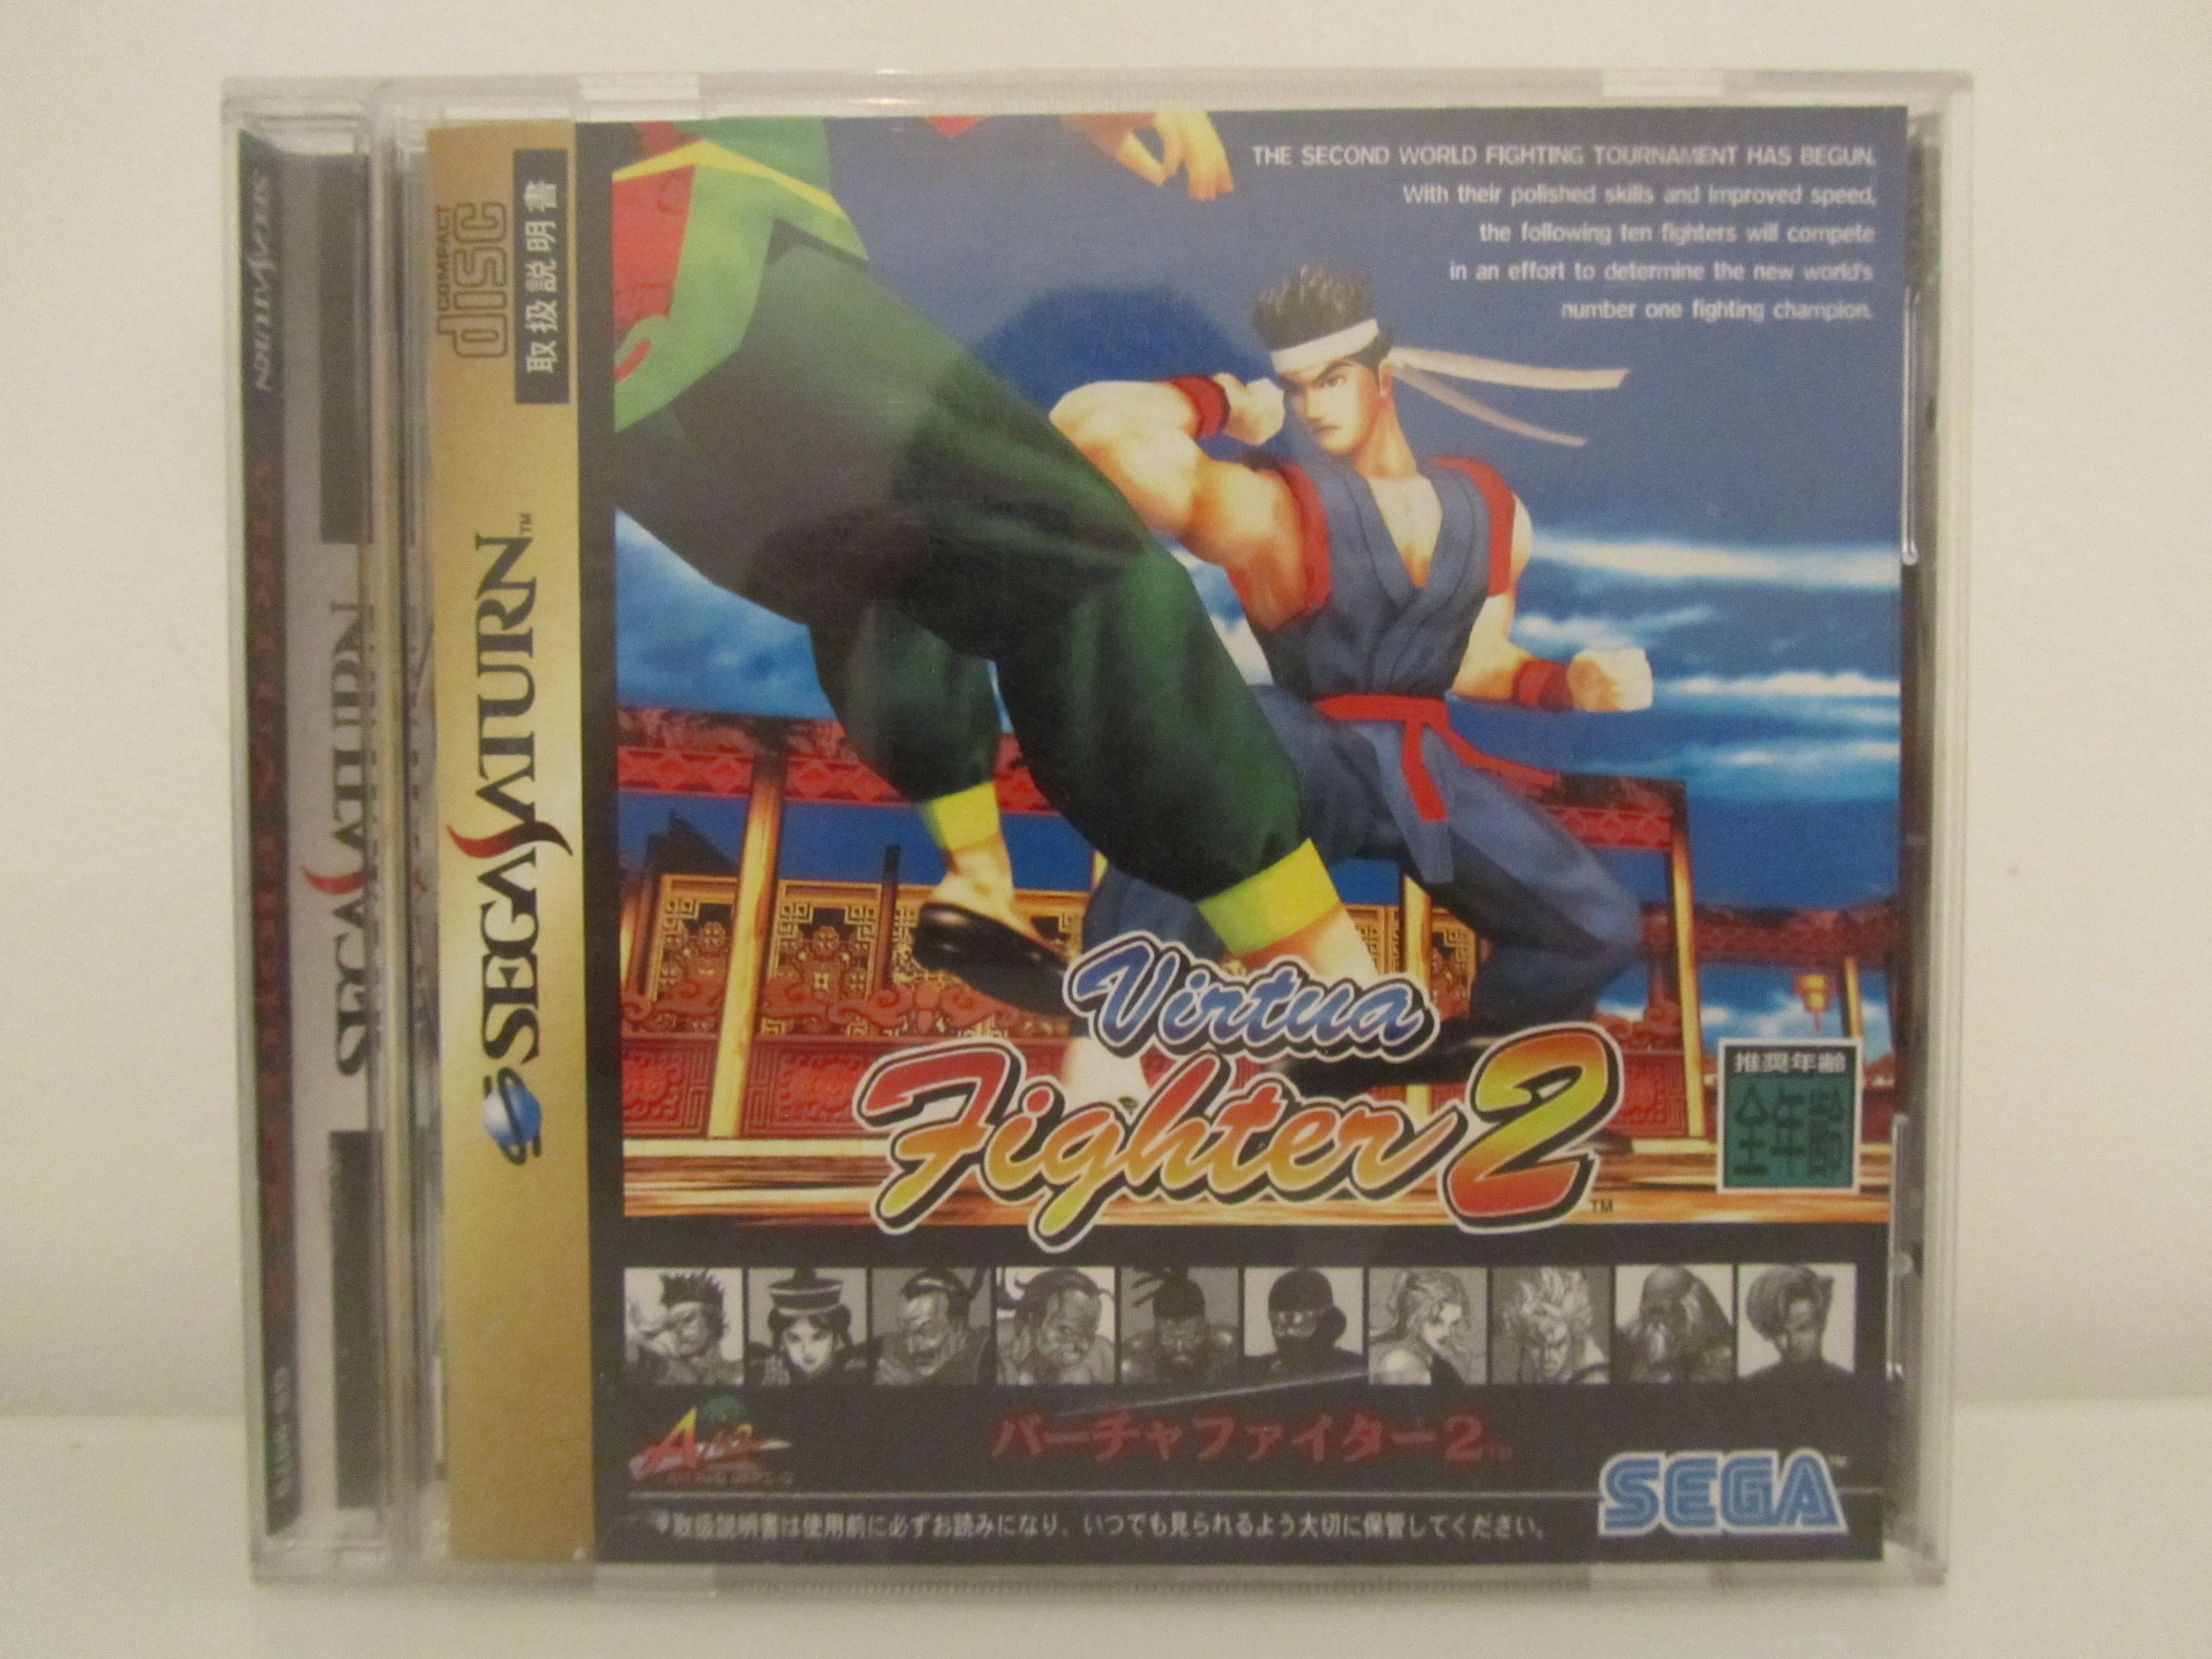 SEGA SATURN
COMPACT
disc
取扱説明書
SEGA SATURN™
THE SECOND WORLD FIGHTING TOURNAMENT HAS BEGUN.
With their polished skills and improved speed,
the following ten fighters will compete
in an effort to determine the new world's
number one fighting champion.
Virtua
Fighter 2™
推奨年齢
全年齢
バーチャファイター2™
SEGA™
*取扱説明書は使用前に必ずお読みになり、いつでも見られるよう大切に保管してください。